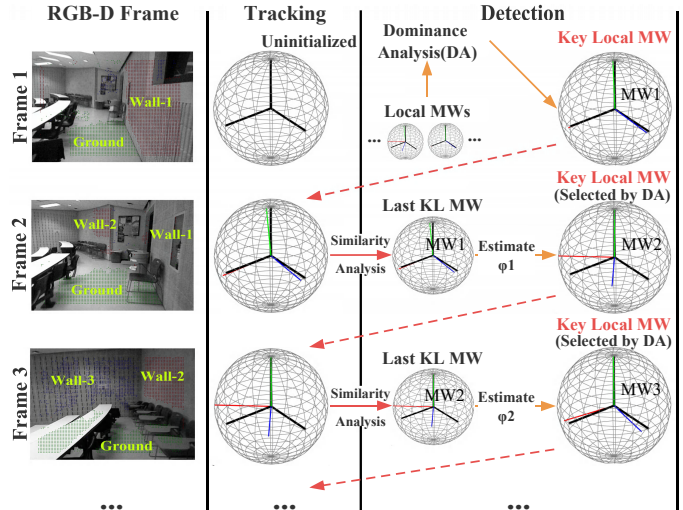 RGB-D Frame
Tracking
Detection
Frame 1
Wall-1
Ground
Uninitialized
Dominance
Analysis(DA)
Local MWs
...
...
Key Local MW
MW1
Frame 2
Wall-2
Wall-1
Ground
Similarity
Analysis
Last KL MW
MW1
Estimate
φ1
Key Local MW
(Selected by DA)
MW2
Frame 3
Wall-3
Wall-2
Ground
Similarity
Analysis
Last KL MW
MW2
Estimate
φ2
Key Local MW
(Selected by DA)
MW3
...
...
...